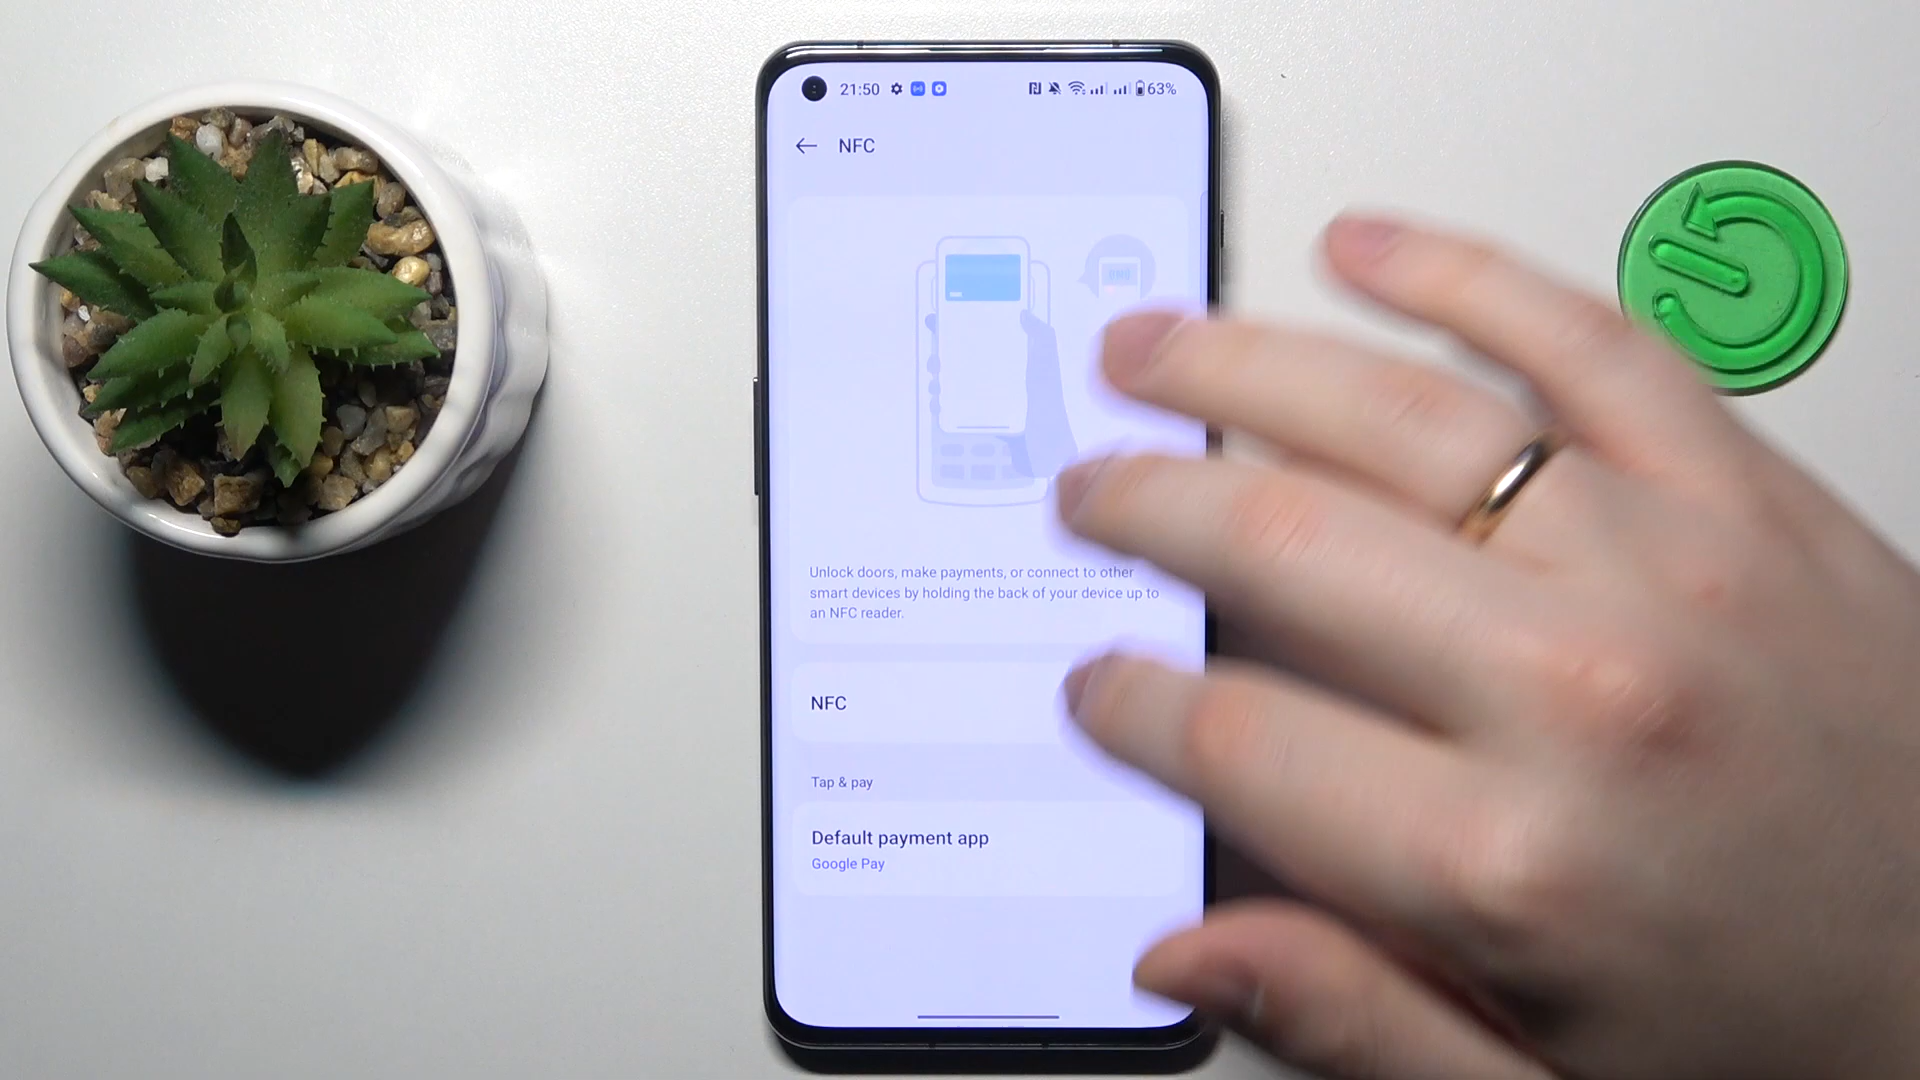 21:50 63%
NFC
Unlock doors, make payments, or connect to other
smart devices by holding the back of your device up to
an NFC reader.
NFC
Tap & pay
Default payment app
Google Pay